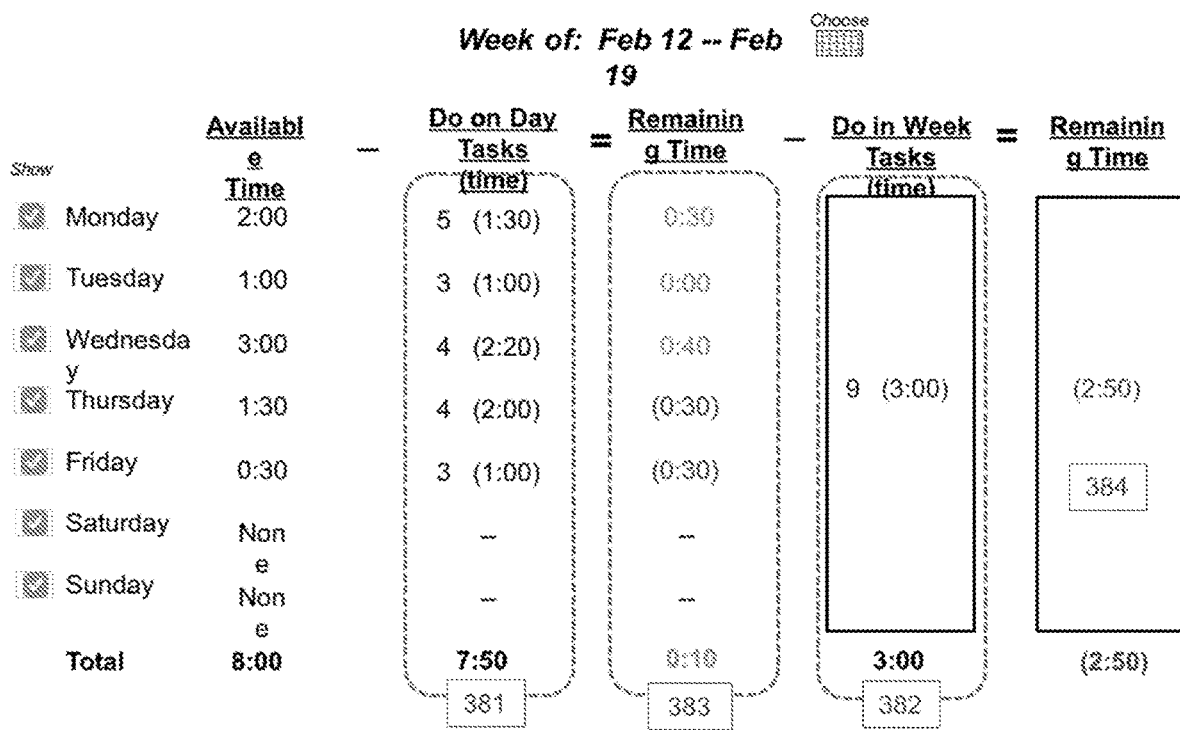 Choose
Week of: Feb 12 -- Feb
19
Availabl
e
Time
–
Do on Day
Tasks
(time)
=
Remainin
g Time
–
Do in Week
Tasks
(time)
=
Remainin
g Time
Show
Monday 2:00 5 (1:30) 0:30
Tuesday 1:00 3 (1:00) 0:00
Wednesda
y
3:00 4 (2:20) 0:40
Thursday 1:30 4 (2:00) (0:30) 9 (3:00) (2:50)
Friday 0:30 3 (1:00) (0:30)
384
Saturday Non
e
-- --
Sunday Non
e
-- --
Total 8:00 7:50 0:10 3:00 (2:50)
381 383 382